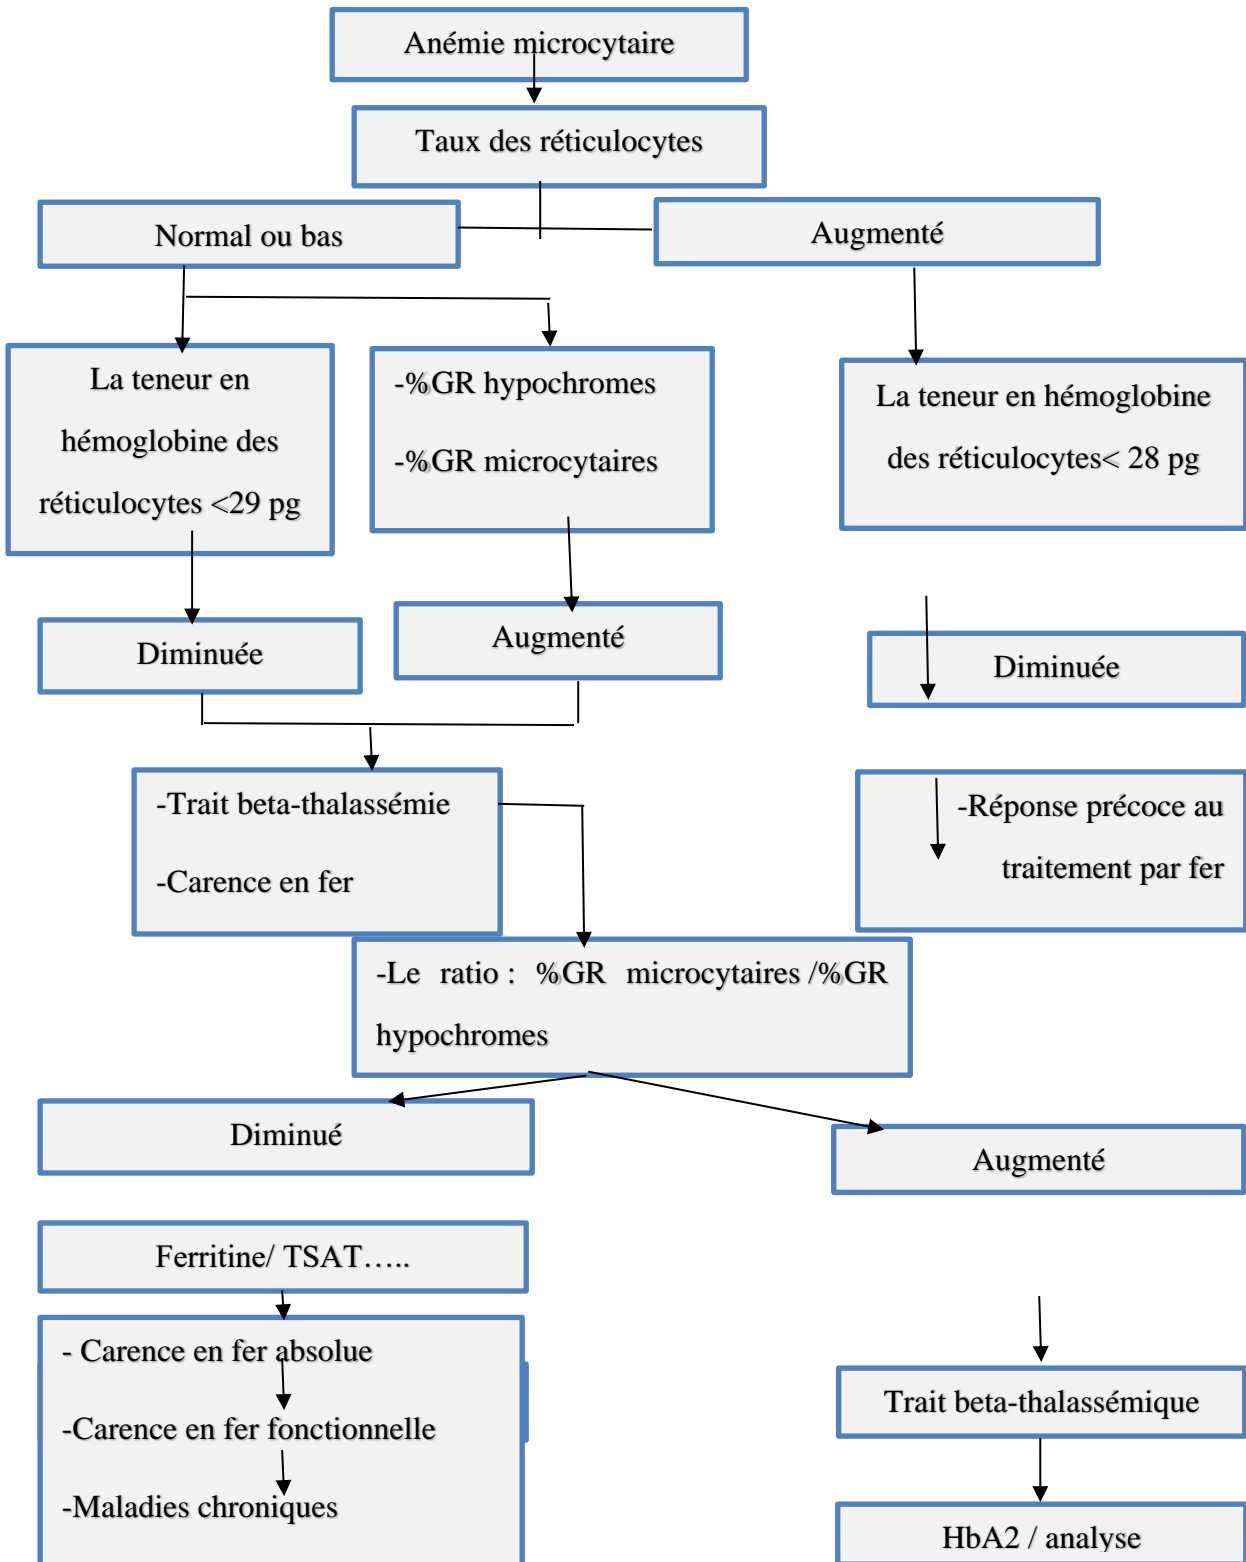 Anémie microcytaire
Taux des réticulocytes
Normal ou bas
Augmenté
La teneur en
hémoglobine des
réticulocytes <29 pg
-%GR hypochromes
-%GR microcytaires
La teneur en hémoglobine
des réticulocytes< 28 pg
Diminuée
Augmenté
Diminuée
-Trait beta-thalassémie
-Carence en fer
-Réponse précoce au
traitement par fer
-Le ratio : %GR microcytaires /%GR
hypochromes
Diminué
Augmenté
Ferritine/ TSAT…..
- Carence en fer absolue
-Carence en fer fonctionnelle
-Maladies chroniques
Trait beta-thalassémique
HbA2 / analyse